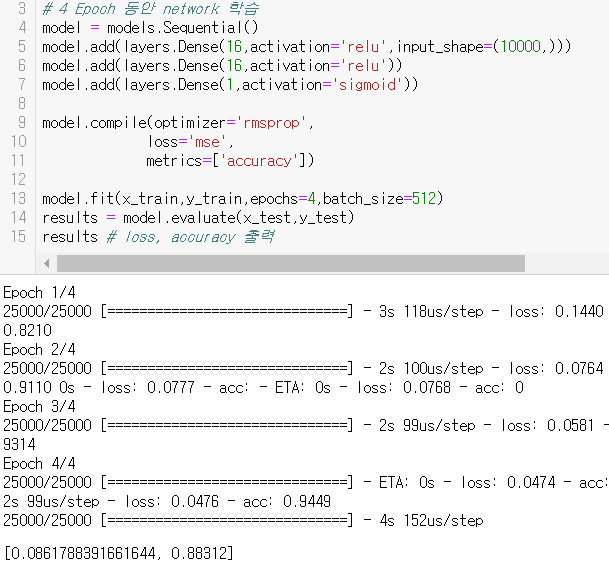 3 # 4 Epoch 동안 network 학습
4 model = models.Sequential()
5 model.add(layers.Dense(16,activation='relu',input_shape=(10000,)))
6 model.add(layers.Dense(16,activation='relu'))
7 model.add(layers.Dense(1,activation='sigmoid'))
8
9 model.compile(optimizer='rmsprop',
10 loss='mse',
11 metrics=['accuracy'])
12
13 model.fit(x_train,y_train,epochs=4,batch_size=512)
14 results = model.evaluate(x_test,y_test)
15 results # loss, accuracy 출력
Epoch 1/4
25000/25000 [==============================] - 3s 118us/step - loss: 0.1440
0.8210
Epoch 2/4
25000/25000 [==============================] - 2s 100us/step - loss: 0.0764
0.9110 0s - loss: 0.0777 - acc: - ETA: 0s - loss: 0.0768 - acc: 0
Epoch 3/4
25000/25000 [==============================] - 2s 99us/step - loss: 0.0581 -
9314
Epoch 4/4
25000/25000 [==============================] - ETA: 0s - loss: 0.0474 - acc:
2s 99us/step - loss: 0.0476 - acc: 0.9449
25000/25000 [==============================] - 4s 152us/step
[0.0861788391661644, 0.88312]